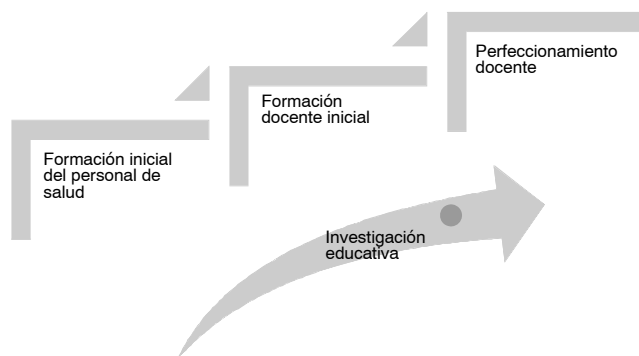 Formación inicial
del personal de
salud
Formación
docente inicial
Perfeccionamiento
docente
Investigación
educativa